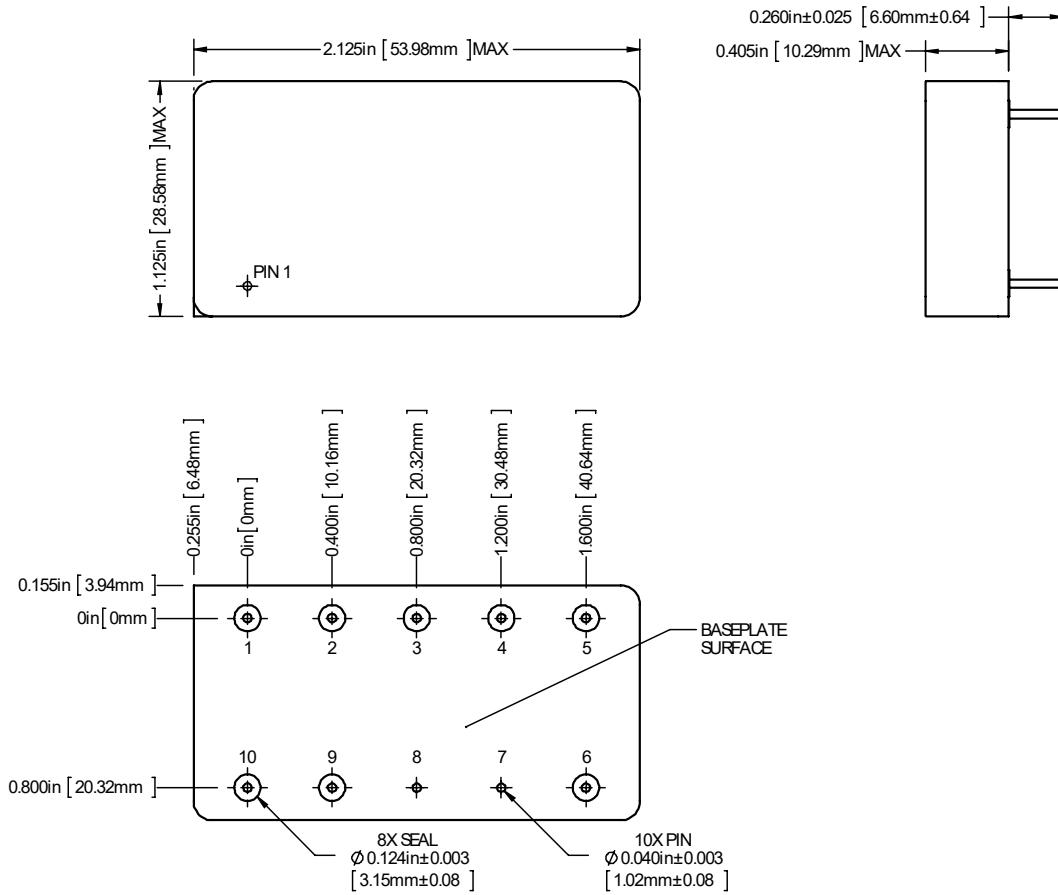 0.260in±0.025 [ 6.60mm±0.64 ]
2.125in [ 53.98mm ]MAX
0.405in [ 10.29mm ]MAX
1.125in [ 28.58mm ]MAX
PIN 1
0.255in [ 6.48mm ]
0in[ 0mm ]
0.400in [ 10.16mm ]
0.800in [ 20.32mm ]
1.200in [ 30.48mm ]
1.600in [ 40.64mm ]
0.155in [ 3.94mm ]
0in[ 0mm ]
1
2
3
4
5
BASEPLATE
SURFACE
10
9
8
7
6
0.800in [ 20.32mm ]
8X SEAL
Ø 0.124in±0.003
[ 3.15mm±0.08 ]
10X PIN
Ø 0.040in±0.003
[ 1.02mm±0.08 ]